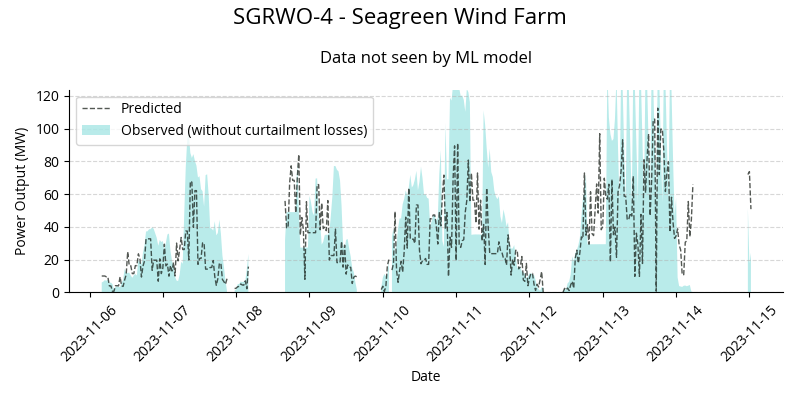 SGRWO-4 - Seagreen Wind Farm
Data not seen by ML model
Power Output (MW)
120
100
80
60
40
20
0
Predicted
Observed (without curtailment losses)
2023-11-06
2023-11-07
2023-11-08
2023-11-09
2023-11-10
2023-11-11
2023-11-12
2023-11-13
2023-11-14
2023-11-15
Date